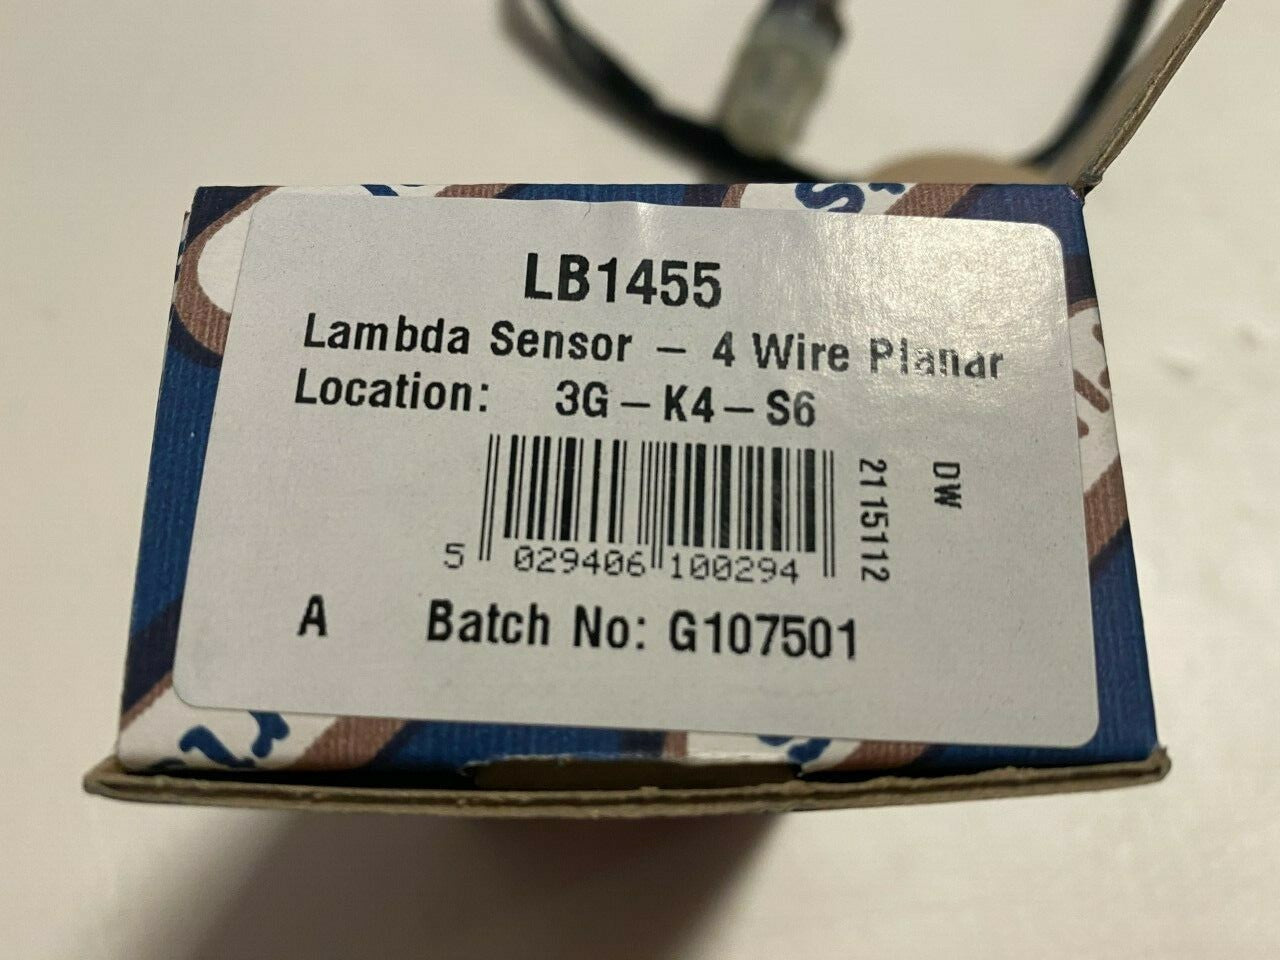 LB1455
Lambda Sensor – 4 Wire Planar
Location: 3G – K4 – S6
5 029406 100294
2115112
DW
A Batch No: G107501